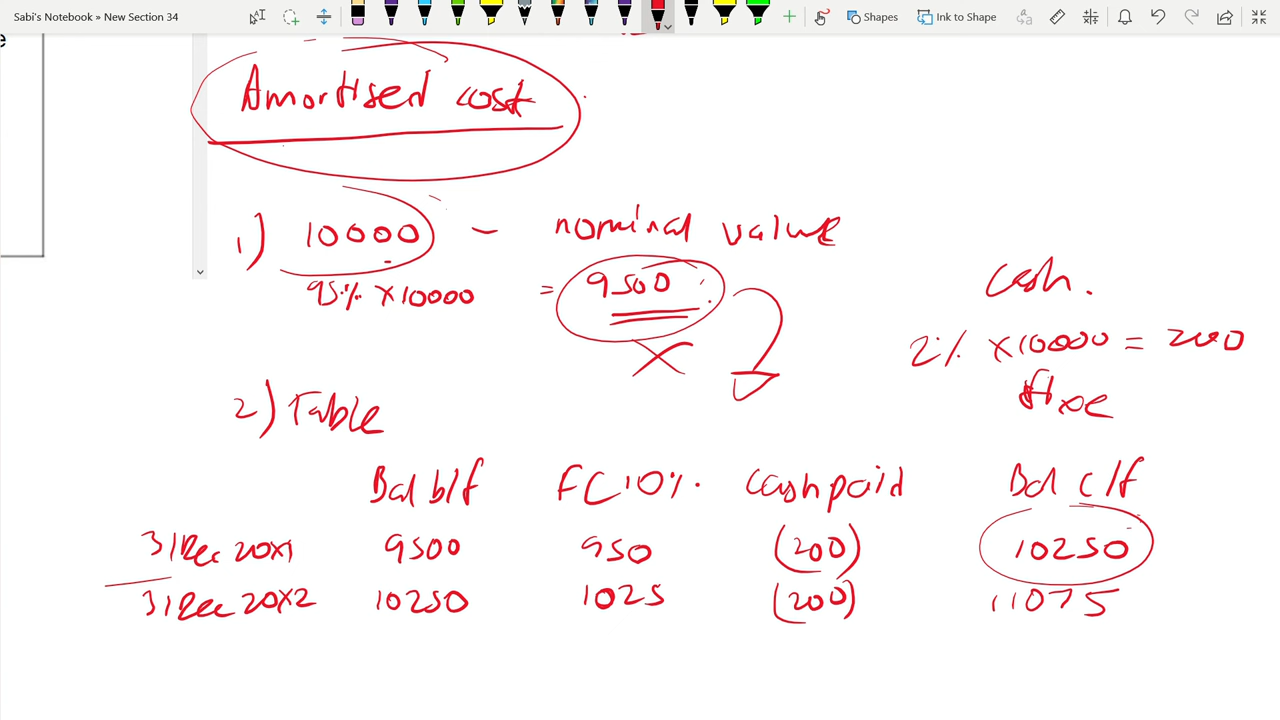 Sabi's Notebook » New Section 34
Shapes
Ink to Shape
e
Amortised cost
1) 10000 - nominal value
95% X 10000 = 9500
X
cash.
2% X 10000 = 200
2) Table
Bal b/f FC 10%. cash paid Bal c/f
31 Dec 20X1 9500 950 (200) 10250
31 Dec 20X2 10250 1025 (200) 11075